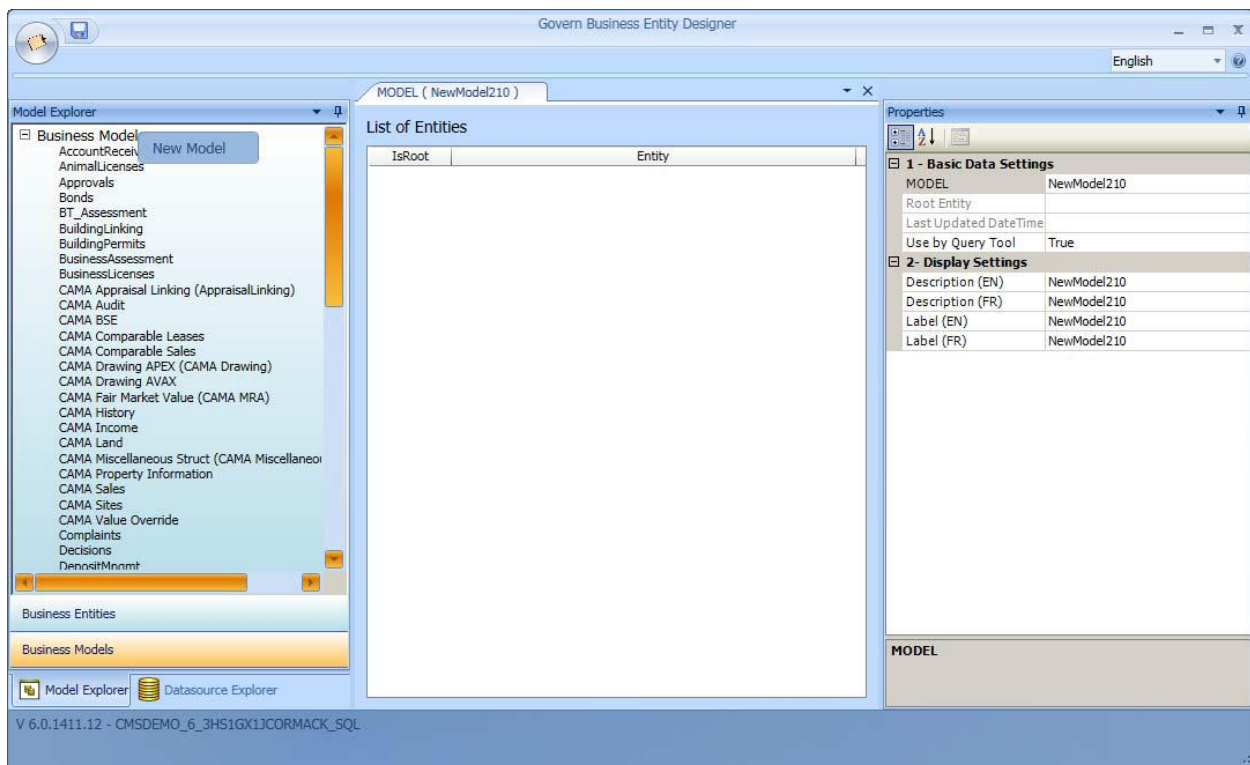 Govern Business Entity Designer
English
Model Explorer
Business Model
New Model
AccountReceiv
AnimalLicenses
Approvals
Bonds
BT_Assessment
BuildingLinking
BuildingPermits
BusinessAssessment
BusinessLicenses
CAMA Appraisal Linking (AppraisalLinking)
CAMA Audit
CAMA BSE
CAMA Comparable Leases
CAMA Comparable Sales
CAMA Drawing APEX (CAMA Drawing)
CAMA Drawing AVAX
CAMA Fair Market Value (CAMA MRA)
CAMA History
CAMA Income
CAMA Land
CAMA Miscellaneous Struct (CAMA Miscellaneou
CAMA Property Information
CAMA Sales
CAMA Sites
CAMA Value Override
Complaints
Decisions
DepositMngmt
Business Entities
Business Models
Model Explorer Datasource Explorer
MODEL ( NewModel210 )
List of Entities
IsRoot Entity
Properties
1 - Basic Data Settings
MODEL NewModel210
Root Entity
Last Updated DateTime
Use by Query Tool True
2- Display Settings
Description (EN) NewModel210
Description (FR) NewModel210
Label (EN) NewModel210
Label (FR) NewModel210
MODEL
V 6.0.1411.12 - CMSDEMO_6_3HS1GX1JCORMACK_SQL